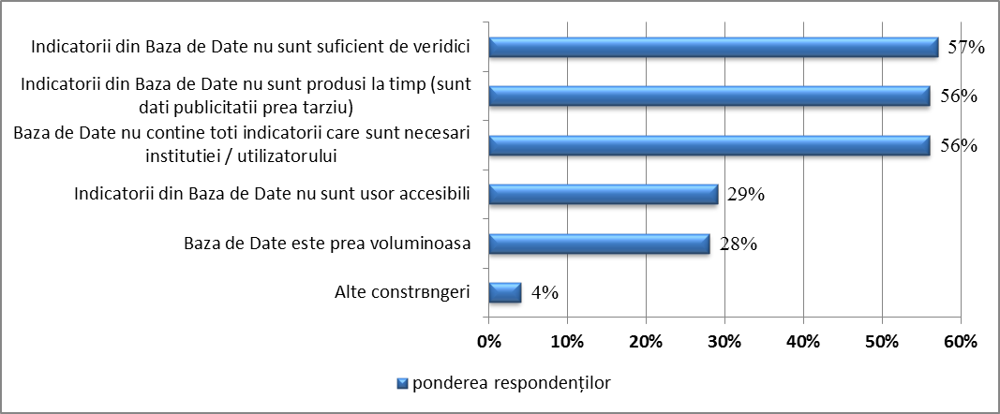 Indicatorii din Baza de Date nu sunt suficient de veridici
57%
Indicatorii din Baza de Date nu sunt produsi la timp (sunt
dati publicitatii prea tarziu)
56%
Baza de Date nu contine toti indicatorii care sunt necesari
institutiei / utilizatorului
56%
Indicatorii din Baza de Date nu sunt usor accesibili
29%
Baza de Date este prea voluminoasa
28%
Alte constrвngeri
4%
0% 10% 20% 30% 40% 50% 60%
ponderea respondenților